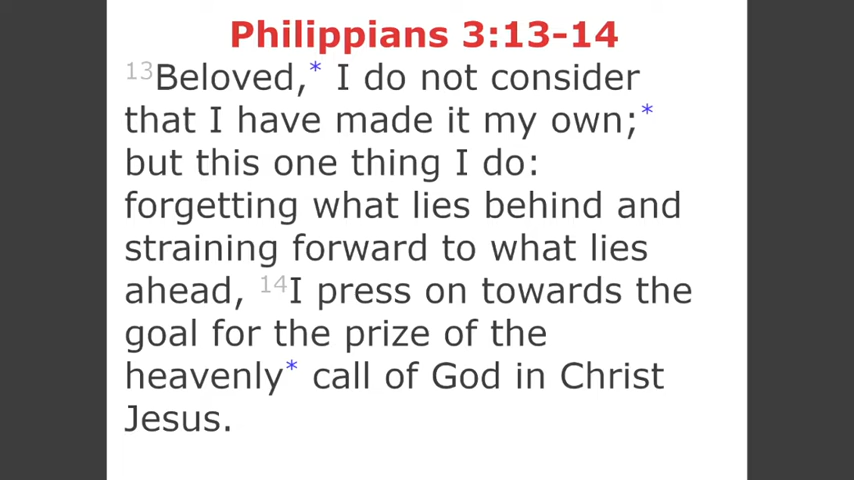 Philippians 3:13-14
13Beloved,* I do not consider
that I have made it my own;*
but this one thing I do:
forgetting what lies behind and
straining forward to what lies
ahead, 14I press on towards the
goal for the prize of the
heavenly* call of God in Christ
Jesus.